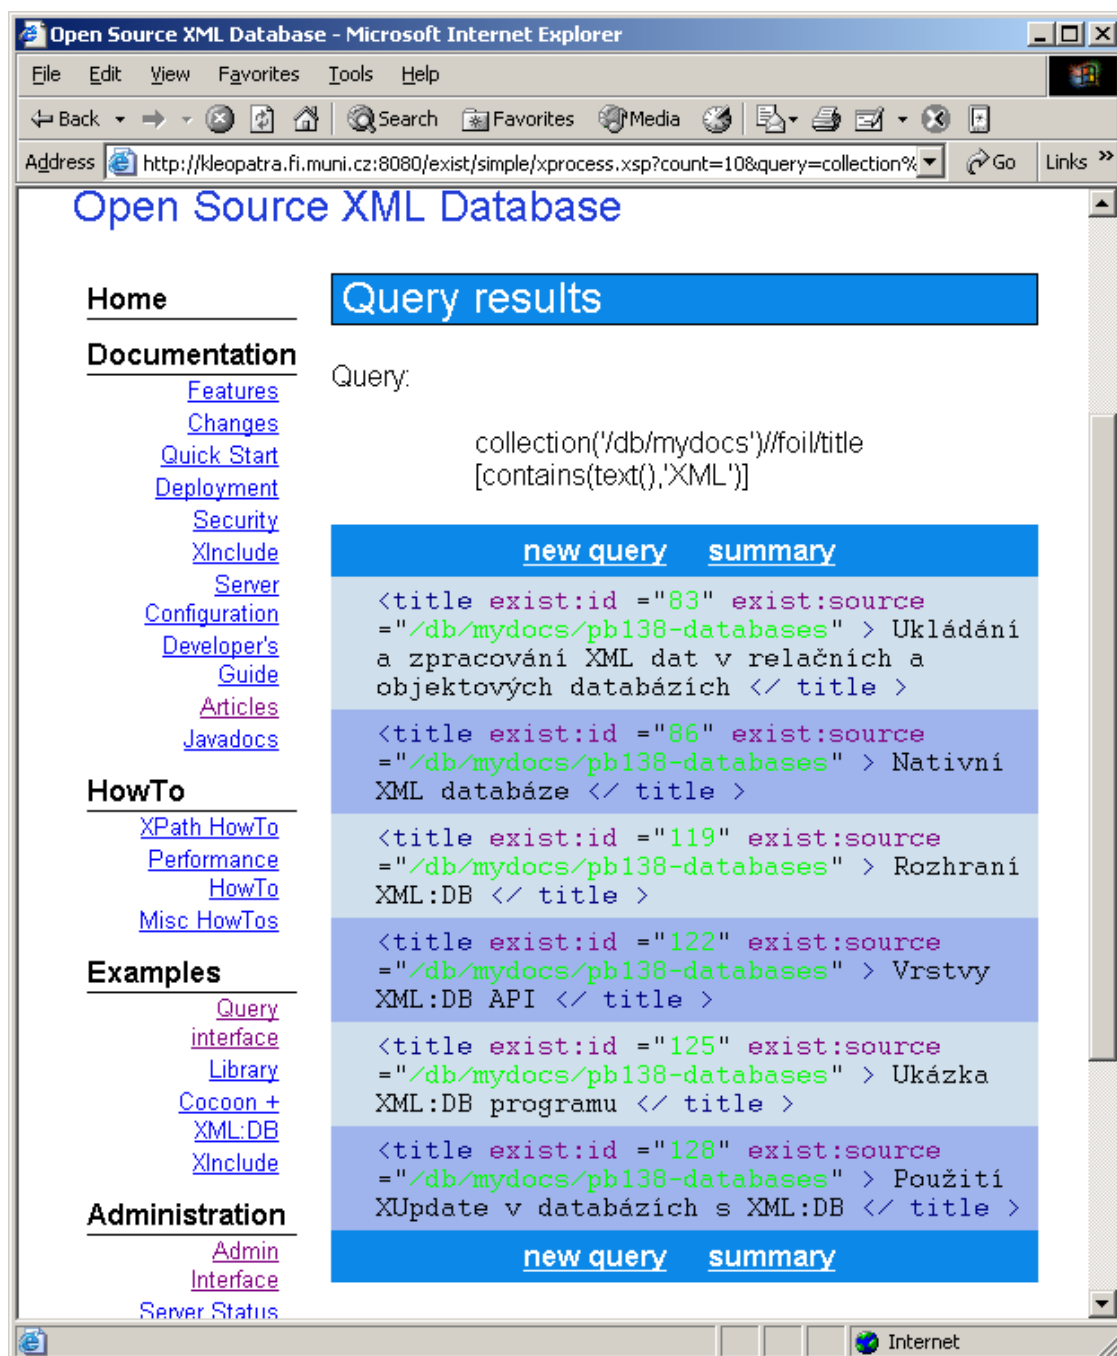 Open Source XML Database - Microsoft Internet Explorer
File Edit View Favorites Tools Help
Back Search Favorites Media
Address http://kleopatra.fi.muni.cz:8080/exist/simple/xprocess.xsp?count=10&query=collection% Go Links »
Open Source XML Database
Home
Documentation
Features
Changes
Quick Start
Deployment
Security
XInclude
Server
Configuration
Developer's
Guide
Articles
Javadocs
HowTo
XPath HowTo
Performance
HowTo
Misc HowTos
Examples
Query
interface
Library
Cocoon +
XML:DB
XInclude
Administration
Admin
Interface
Server Status
Query results
Query:
collection('/db/mydocs')//foil/title
[contains(text(),'XML')]
new query summary
<title exist:id ="83" exist:source
="/db/mydocs/pb138-databases" > Ukládání
a zpracování XML dat v relačních a
objektových databázích </ title >
<title exist:id ="86" exist:source
="/db/mydocs/pb138-databases" > Nativní
XML databáze </ title >
<title exist:id ="119" exist:source
="/db/mydocs/pb138-databases" > Rozhraní
XML:DB </ title >
<title exist:id ="122" exist:source
="/db/mydocs/pb138-databases" > Vrstvy
XML:DB API </ title >
<title exist:id ="125" exist:source
="/db/mydocs/pb138-databases" > Ukázka
XML:DB programu </ title >
<title exist:id ="128" exist:source
="/db/mydocs/pb138-databases" > Použití
XUpdate v databázích s XML:DB </ title >
new query summary
Internet